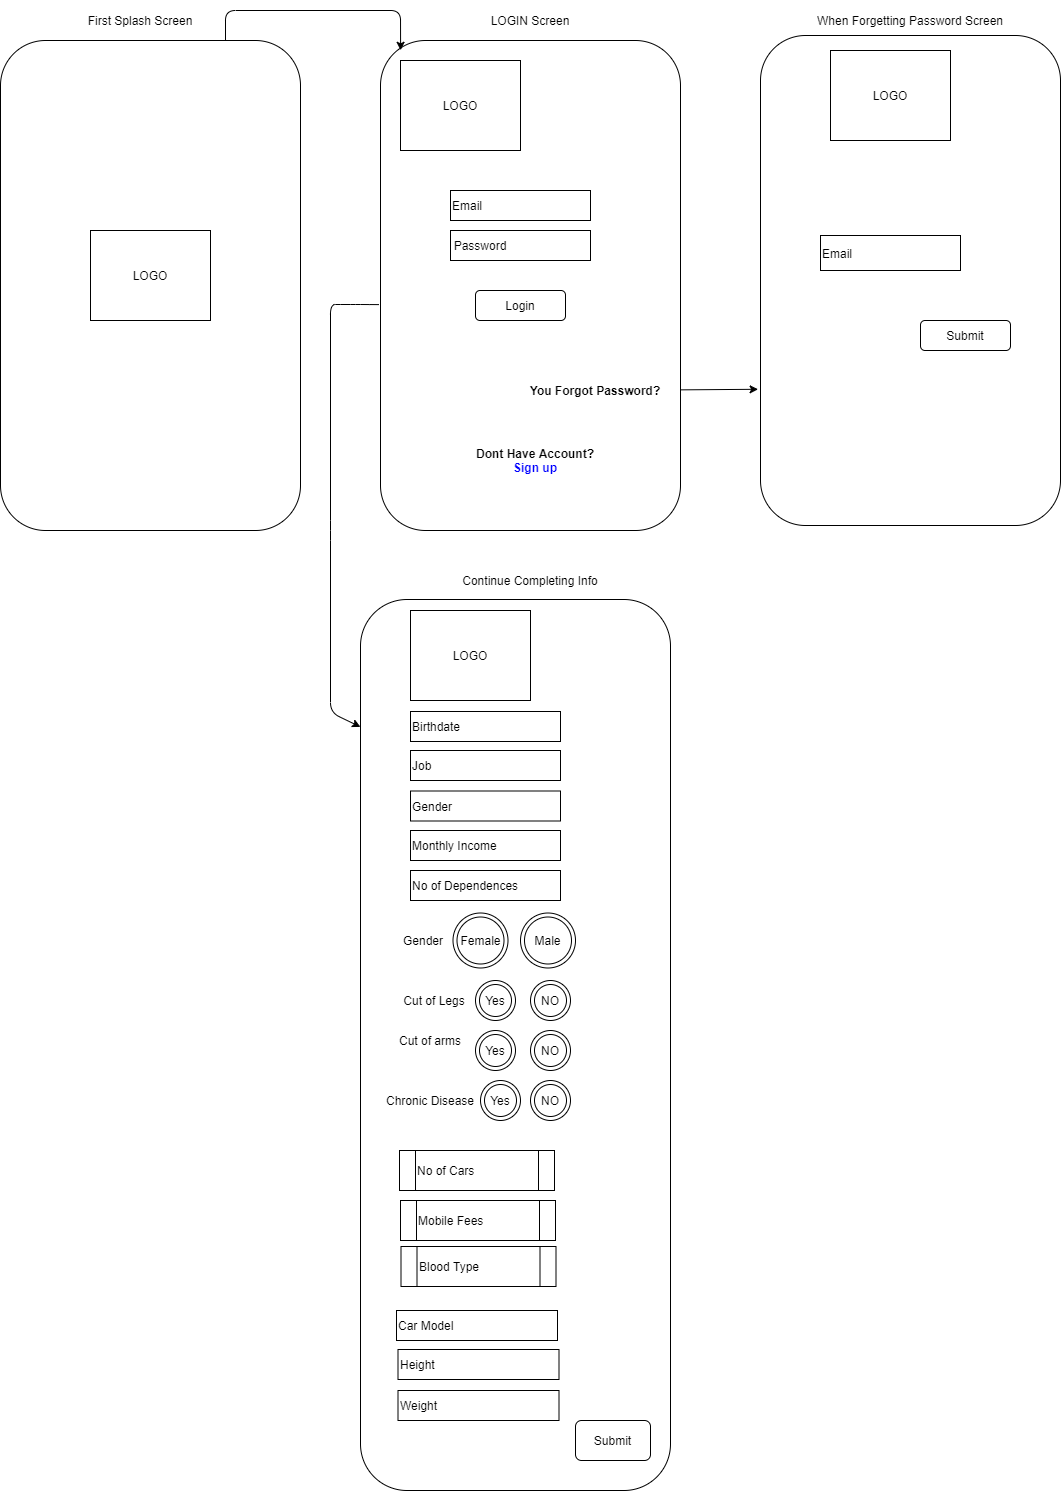 First Splash Screen
LOGO
LOGIN Screen
LOGO
Email
Password
Login
You Forgot Password?
Dont Have Account?
Sign up
When Forgetting Password Screen
LOGO
Email
Submit
Continue Completing Info
LOGO
Birthdate
Job
Gender
Monthly Income
No of Dependences
Gender Female Male
Cut of Legs Yes NO
Cut of arms Yes NO
Chronic Disease Yes NO
No of Cars
Mobile Fees
Blood Type
Car Model
Height
Weight
Submit